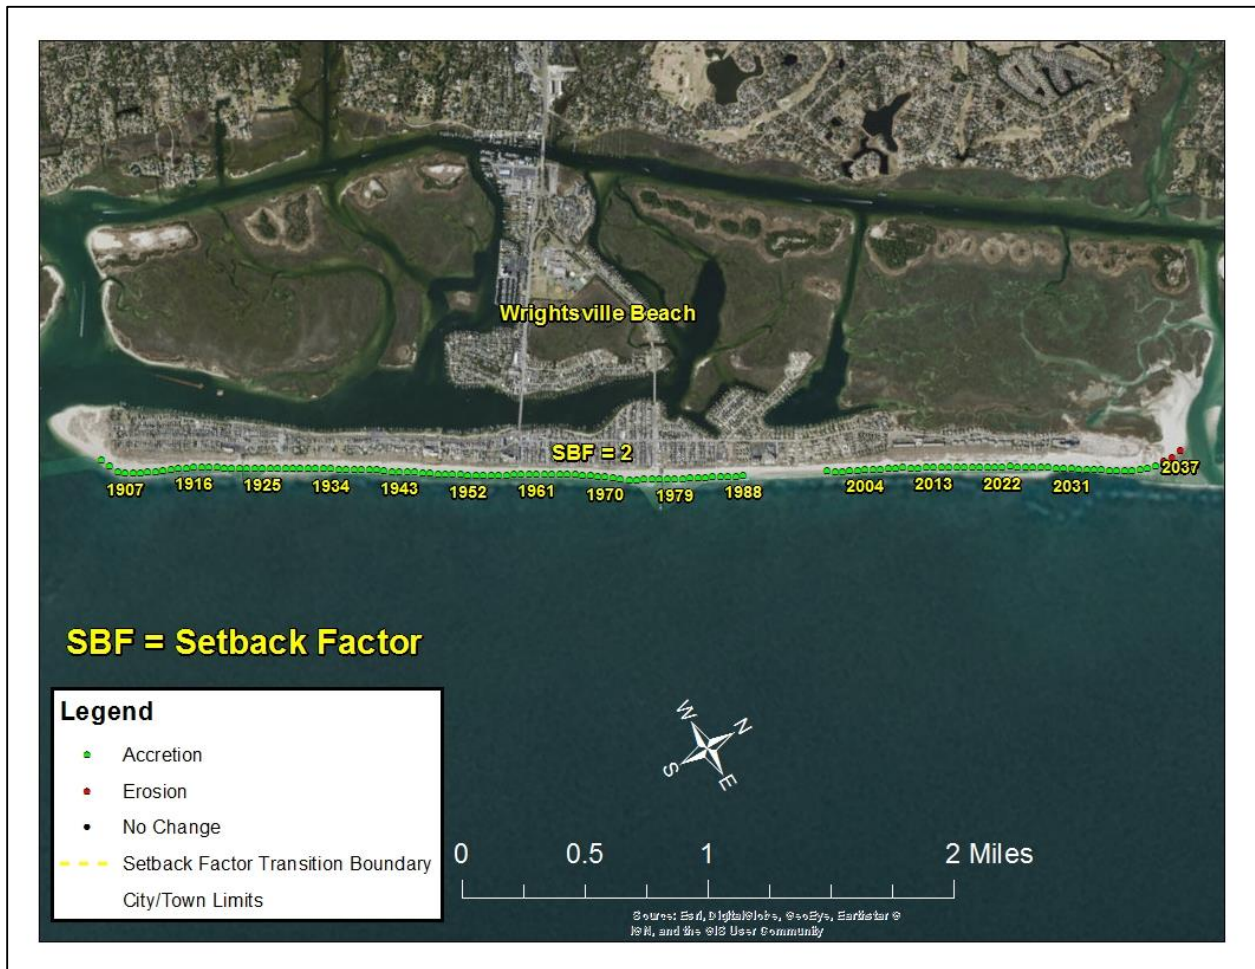 Wrightsville Beach
SBF = 2
1907
1916
1925
1934
1943
1952
1961
1970
1979
1988
2004
2013
2022
2031
2037
SBF = Setback Factor
Legend
Accretion
Erosion
No Change
Setback Factor Transition Boundary
City/Town Limits
W
N
S
E
0 0.5 1 2 Miles
Source: Esri, DigitalGlobe, GeoEye, Earthstar G
IGN, and the GIS User Community